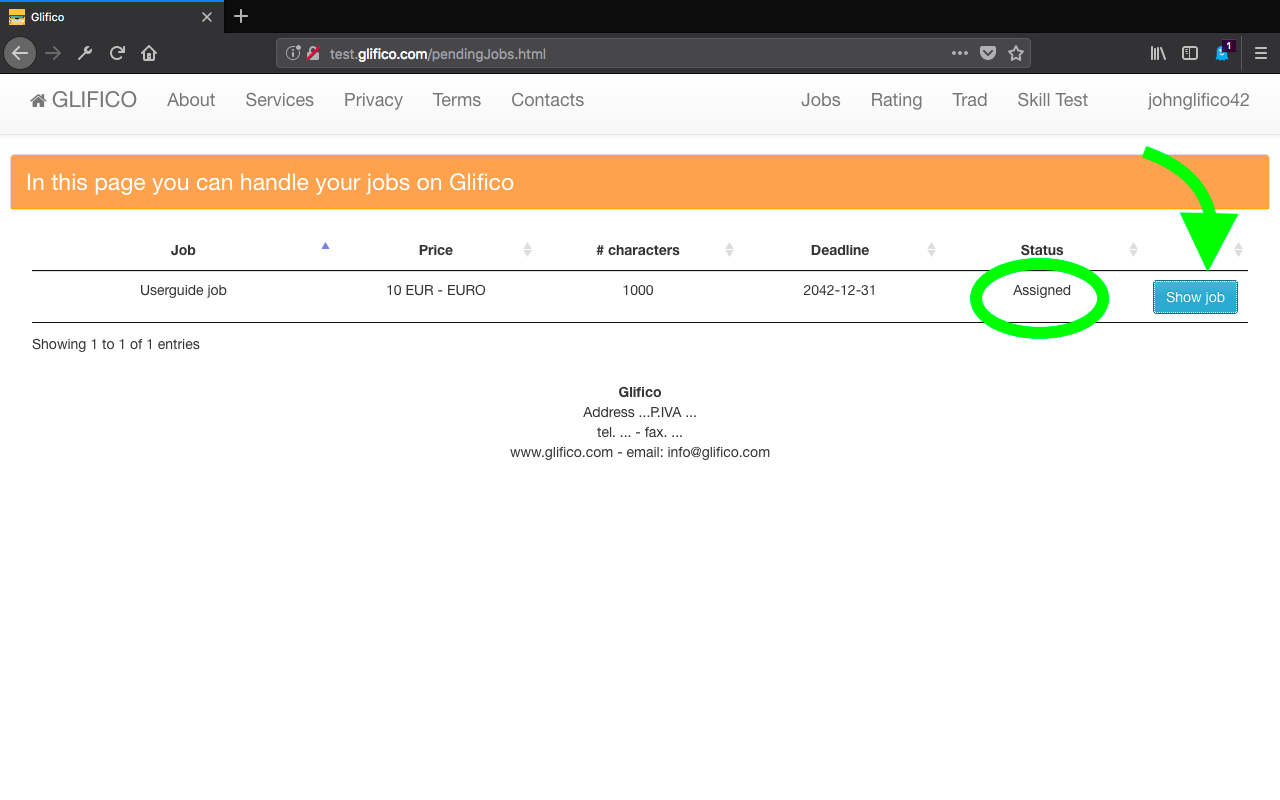 Glifico
test.glifico.com/pendingJobs.html
1
GLIFICO About Services Privacy Terms Contacts Jobs Rating Trad Skill Test johnglifico42
In this page you can handle your jobs on Glifico
Job Price # characters Deadline Status
Userguide job 10 EUR - EURO 1000 2042-12-31 Assigned Show job
Showing 1 to 1 of 1 entries
Glifico
Address ...P.IVA ...
tel. ... - fax. ...
www.glifico.com - email: info@glifico.com